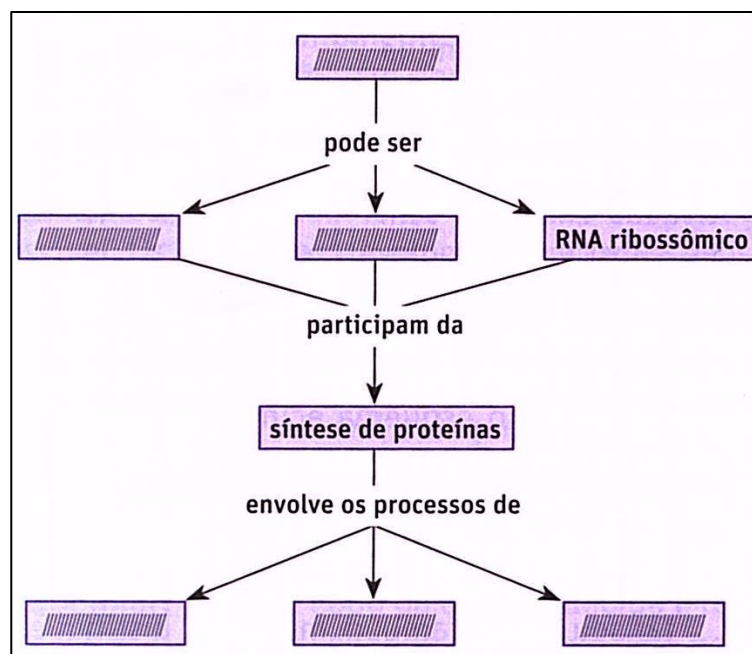 pode ser
RNA ribossômico
participam da
síntese de proteínas
envolve os processos de